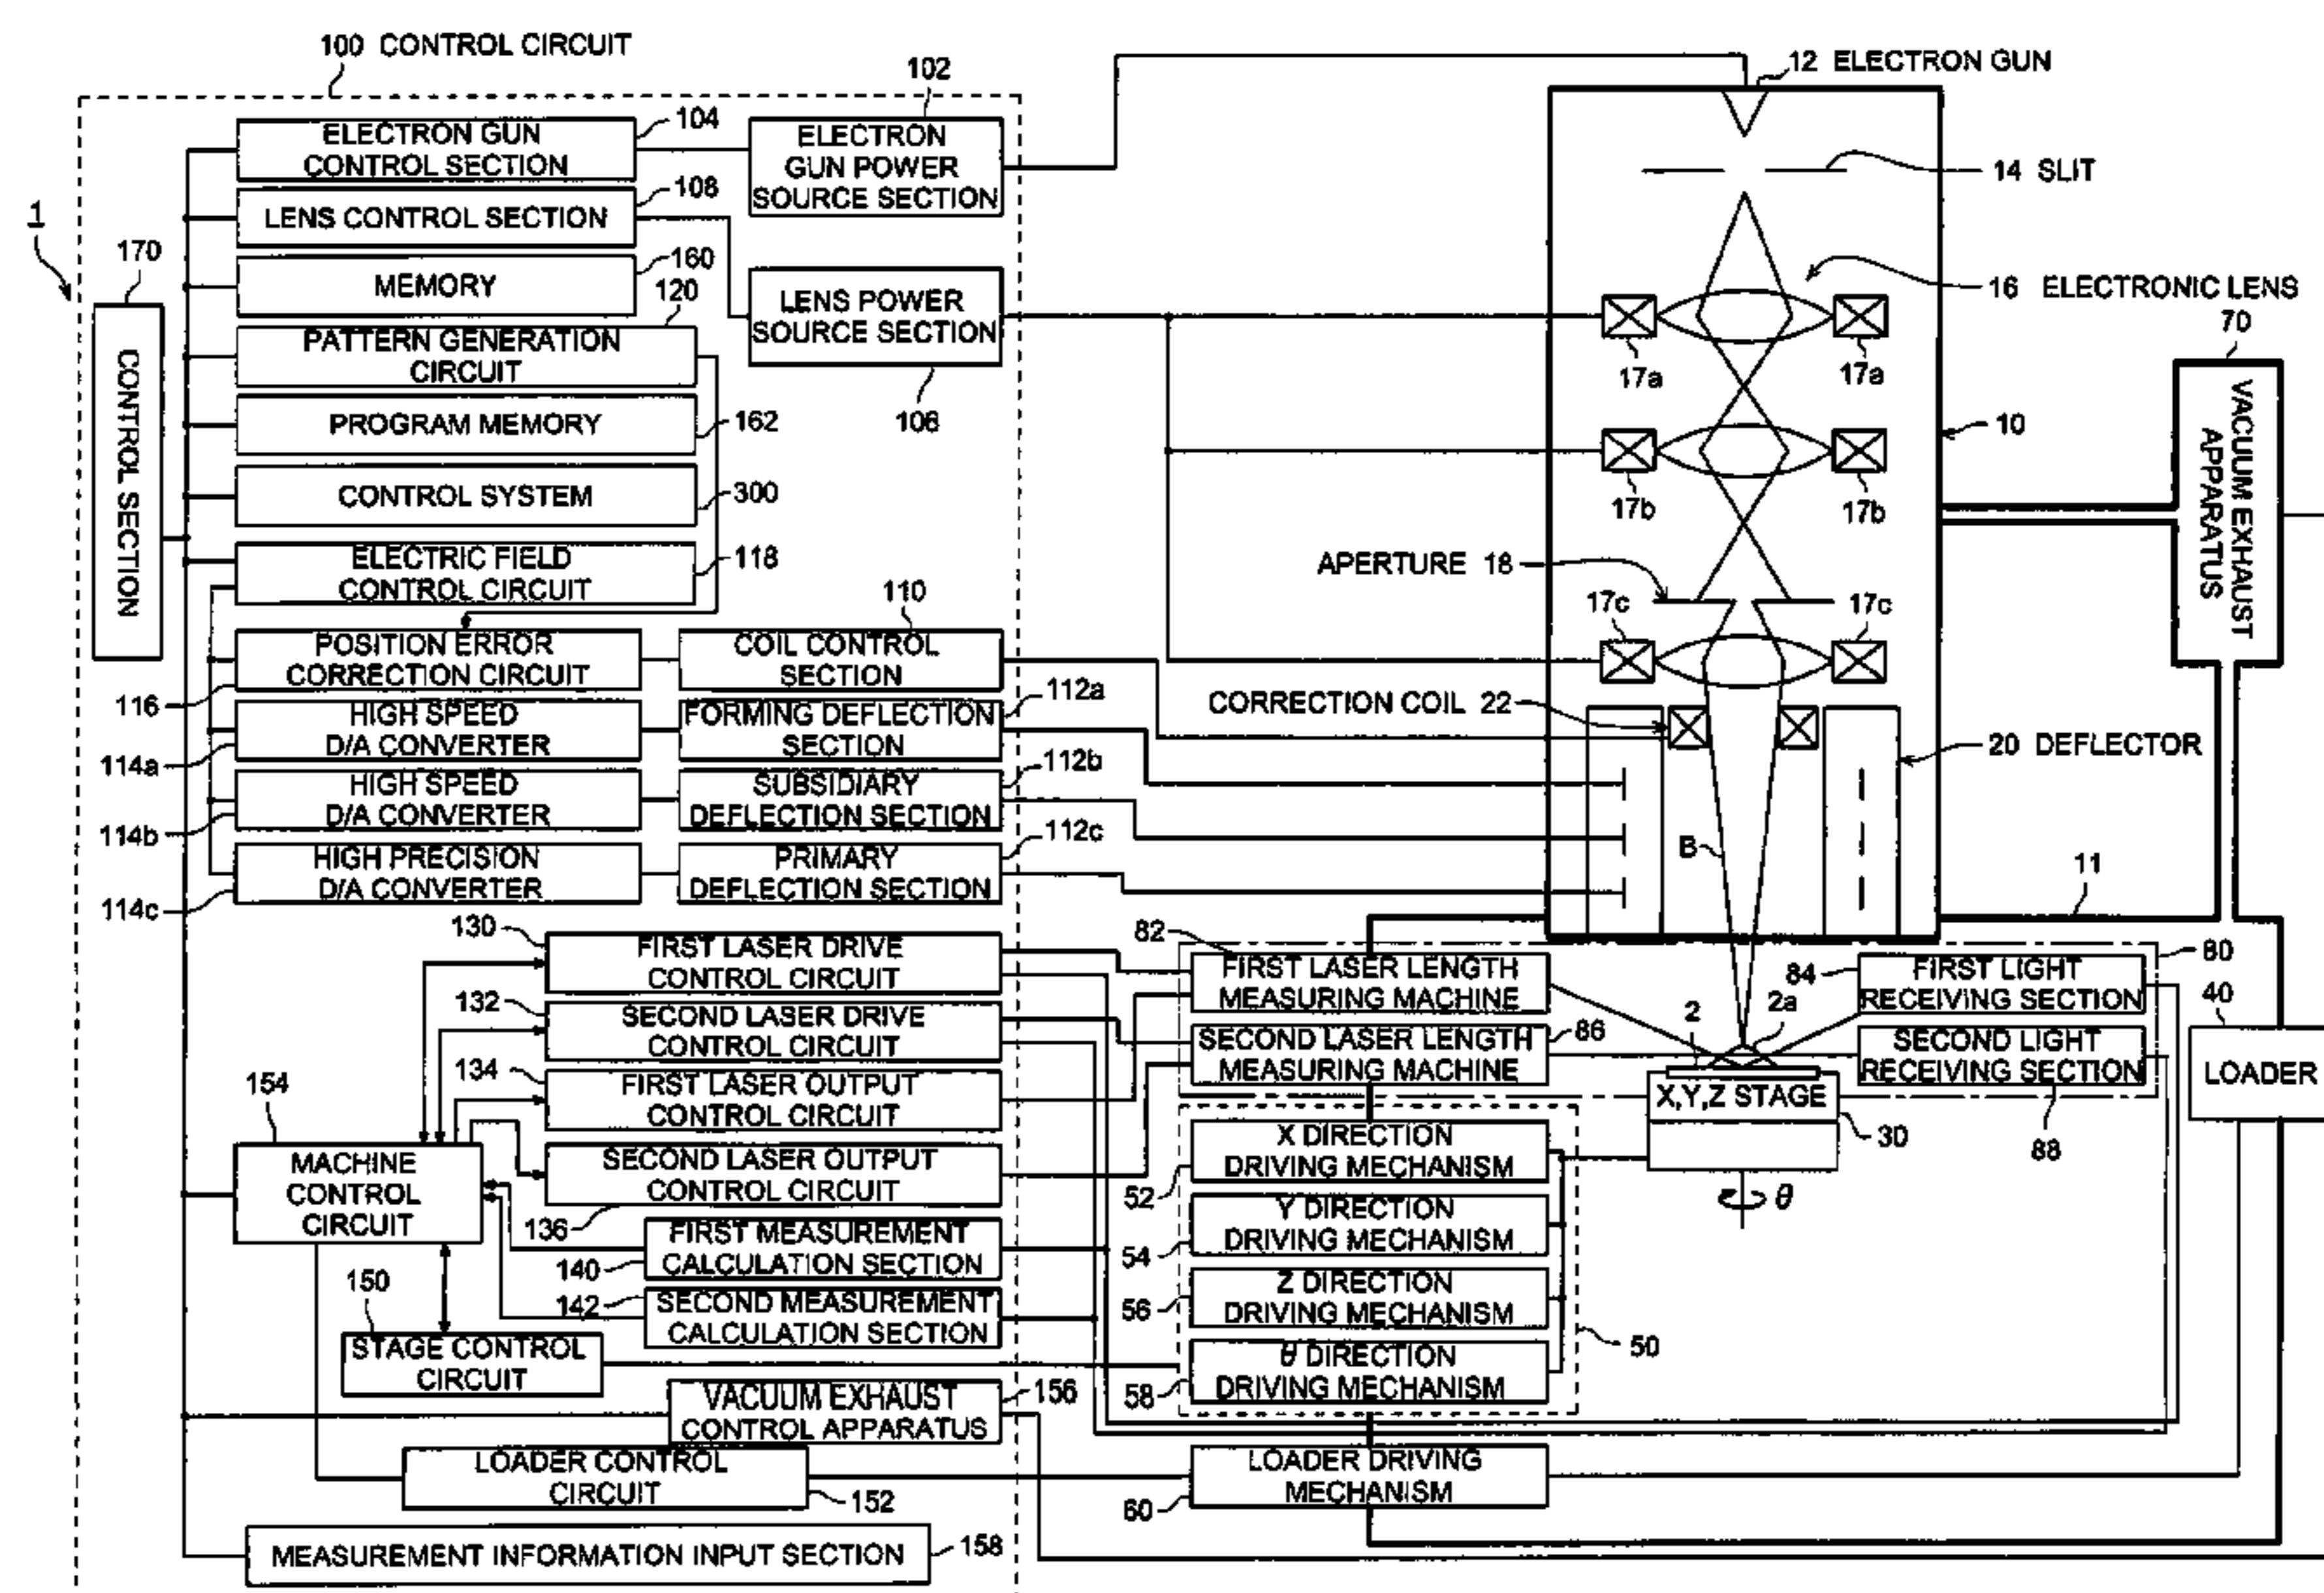 100 CONTROL CIRCUIT
1
170
CONTROL SECTION
104
ELECTRON GUN
CONTROL SECTION
102
ELECTRON
GUN POWER
SOURCE SECTION
108
LENS CONTROL SECTION
160
MEMORY
LENS POWER
SOURCE SECTION
106
120
PATTERN GENERATION
CIRCUIT
PROGRAM MEMORY
162
CONTROL SYSTEM
300
ELECTRIC FIELD
CONTROL CIRCUIT
118
110
POSITION ERROR
CORRECTION CIRCUIT
116
COIL CONTROL
SECTION
HIGH SPEED
D/A CONVERTER
114a
FORMING DEFLECTION
SECTION
112a
HIGH SPEED
D/A CONVERTER
114b
SUBSIDIARY
DEFLECTION SECTION
112b
HIGH PRECISION
D/A CONVERTER
114c
PRIMARY
DEFLECTION SECTION
112c
130
FIRST LASER DRIVE
CONTROL CIRCUIT
132
SECOND LASER DRIVE
CONTROL CIRCUIT
134
FIRST LASER OUTPUT
CONTROL CIRCUIT
SECOND LASER OUTPUT
CONTROL CIRCUIT
136
154
MACHINE
CONTROL
CIRCUIT
FIRST MEASUREMENT
CALCULATION SECTION
140
SECOND MEASUREMENT
CALCULATION SECTION
142
150
STAGE CONTROL
CIRCUIT
VACUUM EXHAUST
CONTROL APPARATUS
156
LOADER CONTROL
CIRCUIT
152
MEASUREMENT INFORMATION INPUT SECTION
158
12 ELECTRON GUN
14 SLIT
16 ELECTRONIC LENS
17a
17a
17b
17b
10
70
VACUUM EXHAUST
APPARATUS
APERTURE 18
17c
17c
CORRECTION COIL 22
20 DEFLECTOR
B
11
82
FIRST LASER LENGTH
MEASURING MACHINE
SECOND LASER LENGTH
MEASURING MACHINE
86
80
84
FIRST LIGHT
RECEIVING SECTION
SECOND LIGHT
RECEIVING SECTION
88
2
2a
X,Y,Z STAGE
30
θ
40
LOADER
X DIRECTION
DRIVING MECHANISM
52
Y DIRECTION
DRIVING MECHANISM
54
Z DIRECTION
DRIVING MECHANISM
56
θ DIRECTION
DRIVING MECHANISM
58
50
LOADER DRIVING
MECHANISM
60